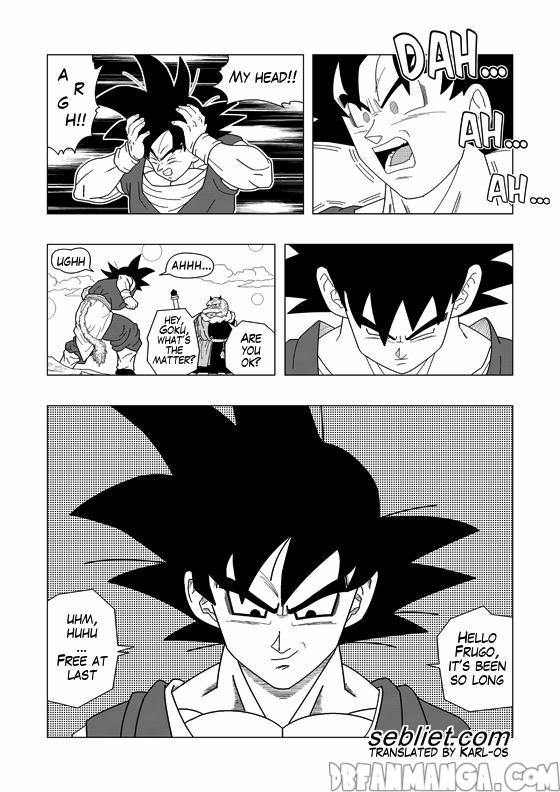 A
R
GH!!
MY HEAD!!
DAH...
AH...
AH...
UGHH
AHHH...
HEY,
GOKU,
WHAT'S
THE
MATTER?
ARE
YOU
OK?
UHM,
HUHU
...
FREE AT
LAST
HELLO
FRUGO,
IT'S BEEN
SO LONG
sebliet.com
TRANSLATED BY KARL-OS
DBFANMANGA.COM